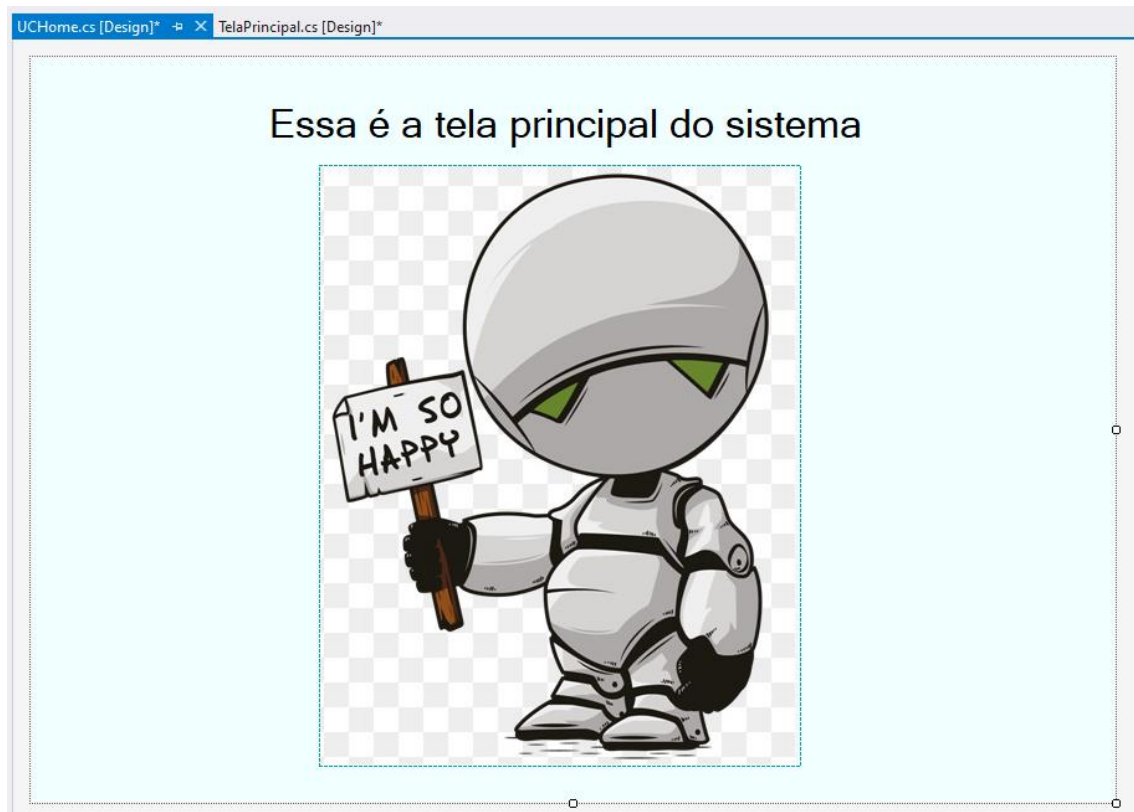 UCHome.cs [Design]* TelaPrincipal.cs [Design]*
Essa é a tela principal do sistema
I'M SO
HAPPY